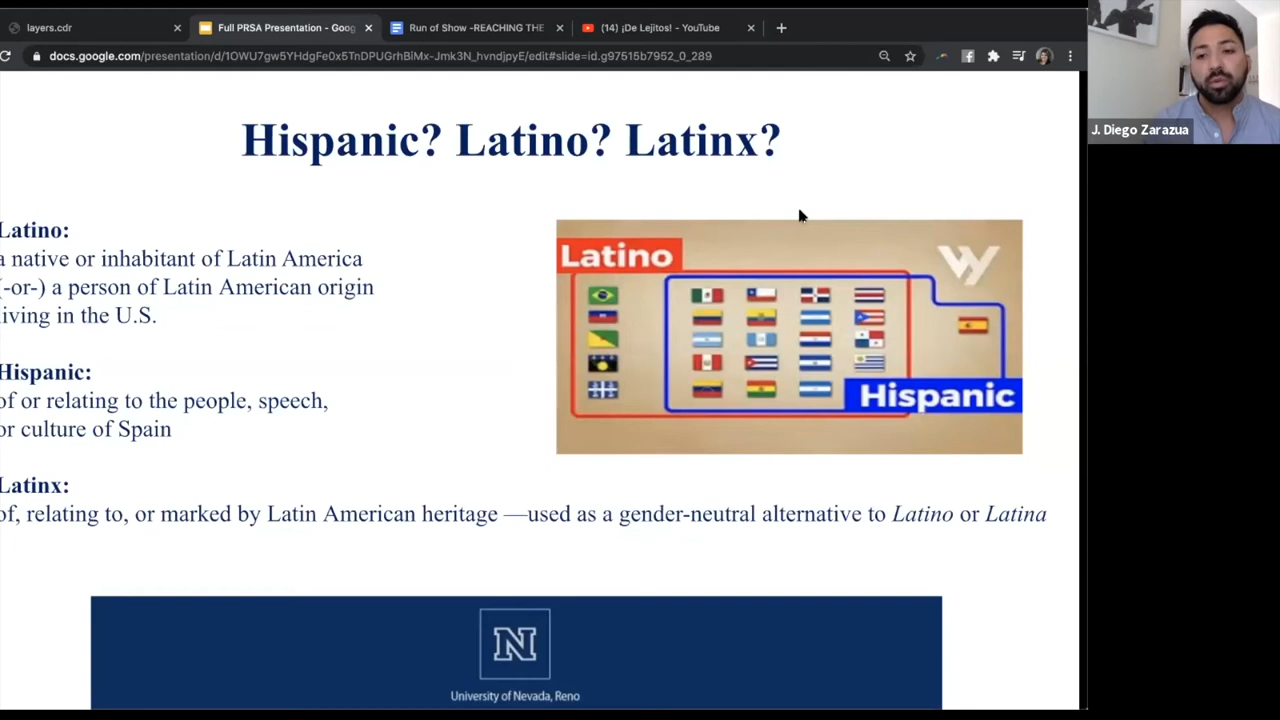 layers.cdr
Full PRSA Presentation - Goog
Run of Show -REACHING THE
(14) ¡De Lejitos! - YouTube
docs.google.com/presentation/d/1OWU7gw5YHdgFe0x5TnDPUGrhBiMx-Jmk3N_hvndjpyE/edit#slide=id.g97615b7952_0_289
J. Diego Zarazua
Hispanic? Latino? Latinx?
Latino:
a native or inhabitant of Latin America
(-or-) a person of Latin American origin
living in the U.S.
Hispanic:
of or relating to the people, speech,
or culture of Spain
Latinx:
of, relating to, or marked by Latin American heritage —used as a gender-neutral alternative to Latino or Latina
Latino
Hispanic
N
University of Nevada, Reno